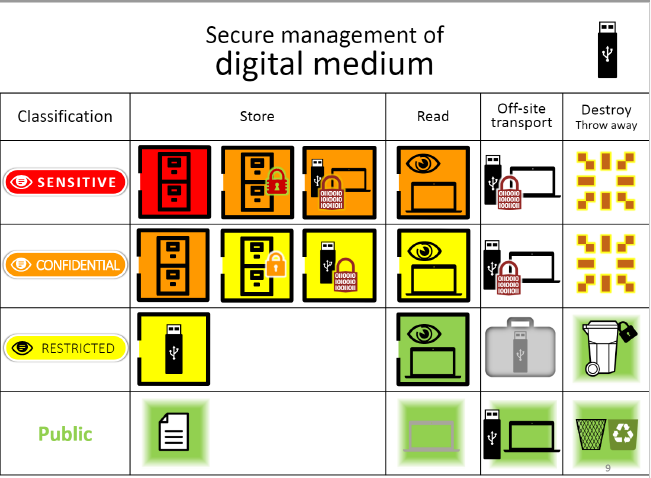 Secure management of
digital medium
Classification
Store
Read
Off-site
transport
Destroy
Throw away
SENSITIVE
CONFIDENTIAL
RESTRICTED
Public
9